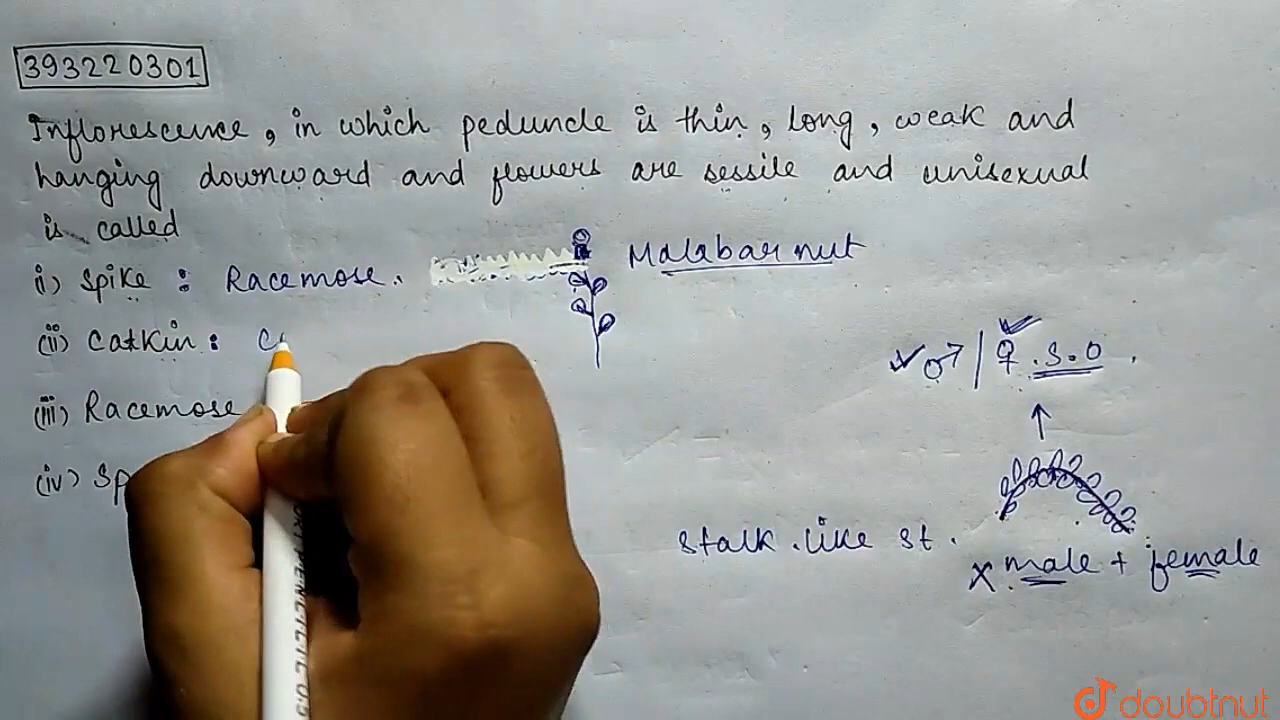 393220301
Inflorescence, in which peduncle is thin, long, weak and
hanging downward and flowers are sessile and unisexual
is called
(i) Spike : Racemose. Malabar nut
(ii) Catkin :
♂ / ♀ . S.O .
(iii) Racemose
(iv) Sp
stalk like st.
x male + female
doubtnut